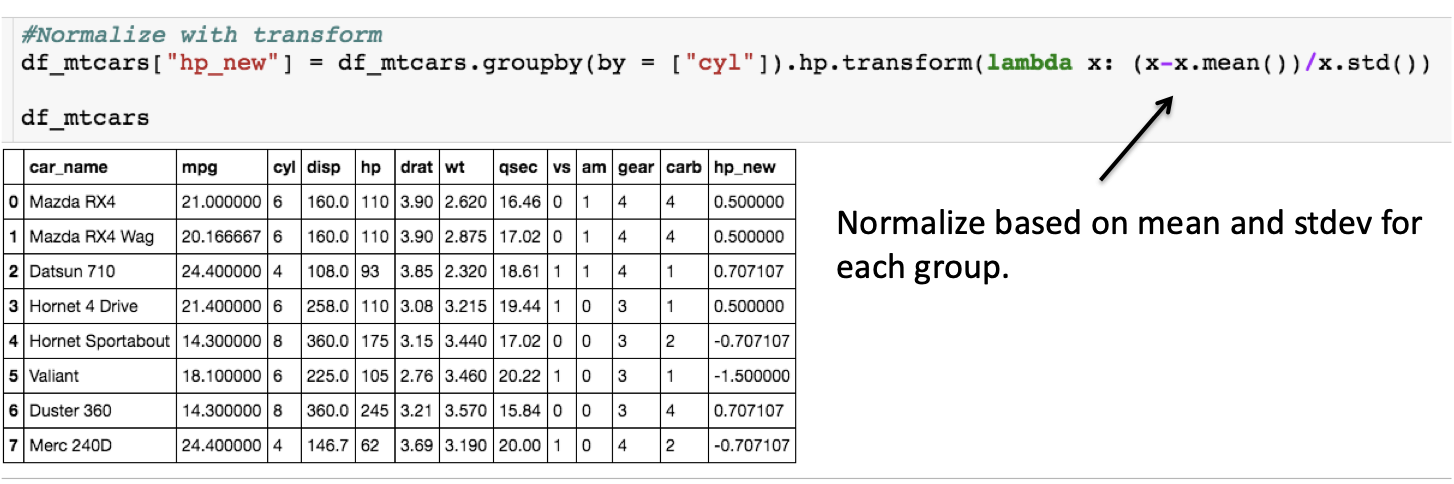 #Normalize with transform
df_mtcars["hp_new"] = df_mtcars.groupby(by = ["cyl"]).hp.transform(lambda x: (x-x.mean())/x.std())
df_mtcars
car_name mpg cyl disp hp drat wt qsec vs am gear carb hp_new
0 Mazda RX4 21.000000 6 160.0 110 3.90 2.620 16.46 0 1 4 4 0.500000
1 Mazda RX4 Wag 20.166667 6 160.0 110 3.90 2.875 17.02 0 1 4 4 0.500000
2 Datsun 710 24.400000 4 108.0 93 3.85 2.320 18.61 1 1 4 1 0.707107
3 Hornet 4 Drive 21.400000 6 258.0 110 3.08 3.215 19.44 1 0 3 1 0.500000
4 Hornet Sportabout 14.300000 8 360.0 175 3.15 3.440 17.02 0 0 3 2 -0.707107
5 Valiant 18.100000 6 225.0 105 2.76 3.460 20.22 1 0 3 1 -1.500000
6 Duster 360 14.300000 8 360.0 245 3.21 3.570 15.84 0 0 3 4 0.707107
7 Merc 240D 24.400000 4 146.7 62 3.69 3.190 20.00 1 0 4 2 -0.707107
Normalize based on mean and stdev for
each group.